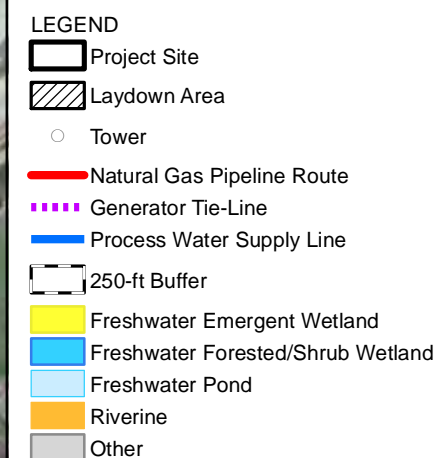 LEGEND
Project Site
Laydown Area
Tower
Natural Gas Pipeline Route
Generator Tie-Line
Process Water Supply Line
250-ft Buffer
Freshwater Emergent Wetland
Freshwater Forested/Shrub Wetland
Freshwater Pond
Riverine
Other